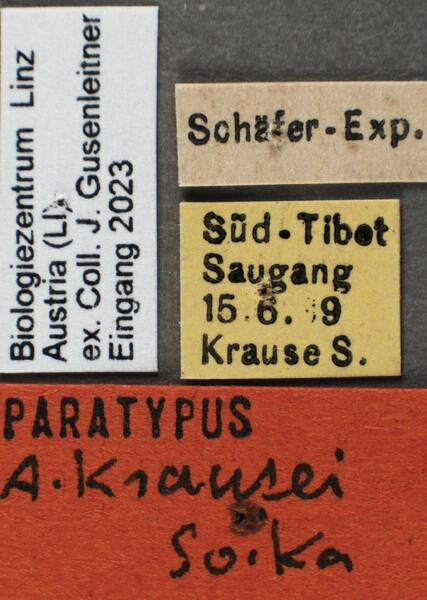 Biologiezentrum Linz
Austria (LI)
ex. Coll. J. Gusenleitner
Eingang 2023
Schäfer-Exp.
Süd-Tibet
Saugang
15.6. 9
Krause S.
PARATYPUS
A. Krausei
Soika